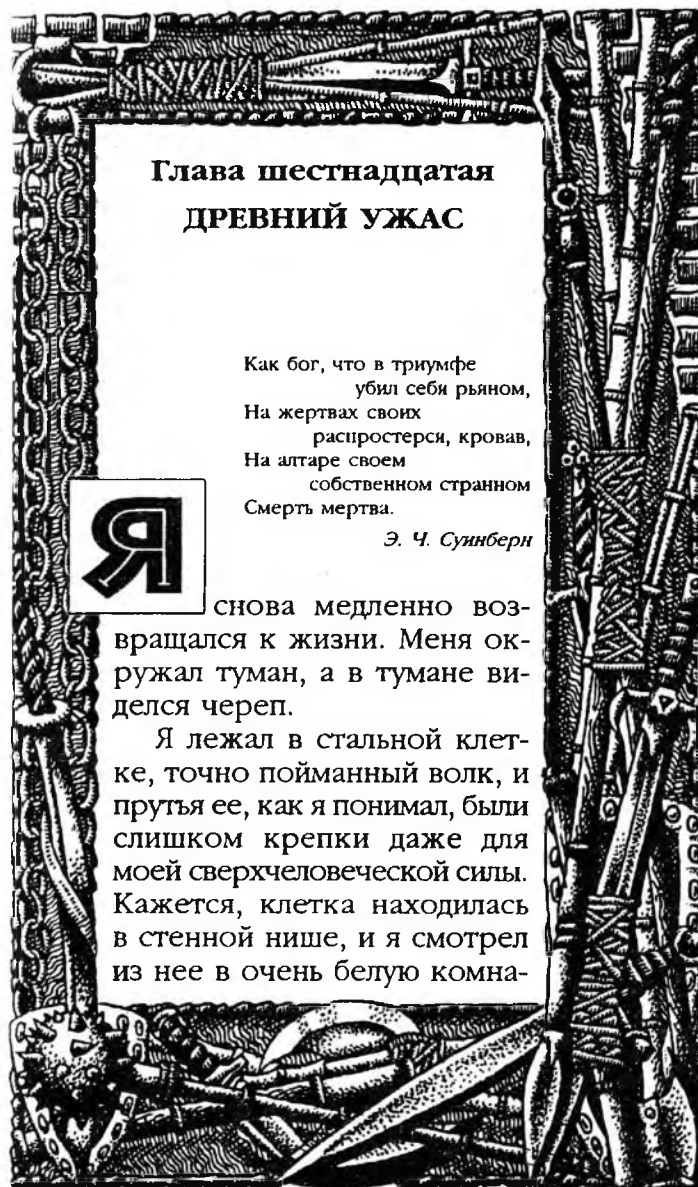 Глава шестнадцатая
ДРЕВНИЙ УЖАС
Как бог, что в триумфе
убил себя рьяном,
На жертвах своих
распростерся, кровав,
На алтаре своем
собственном странном
Смерть мертва.
Э. Ч. Суинберн
Я снова медленно воз-
вращался к жизни. Меня ок-
ружал туман, а в тумане ви-
делся череп.
Я лежал в стальной клет-
ке, точно пойманный волк, и
прутья ее, как я понимал, были
слишком крепки даже для
моей сверхчеловеческой силы.
Кажется, клетка находилась
в стенной нише, и я смотрел
из нее в очень белую комна-